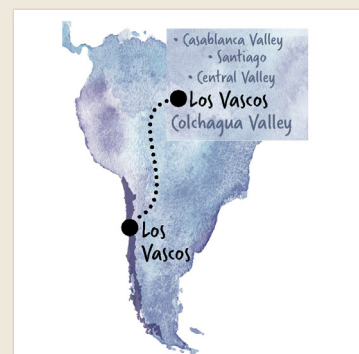 • Casablanca Valley
• Santiago
• Central Valley
Los Vascos
Colchagua Valley
Los
Vascos